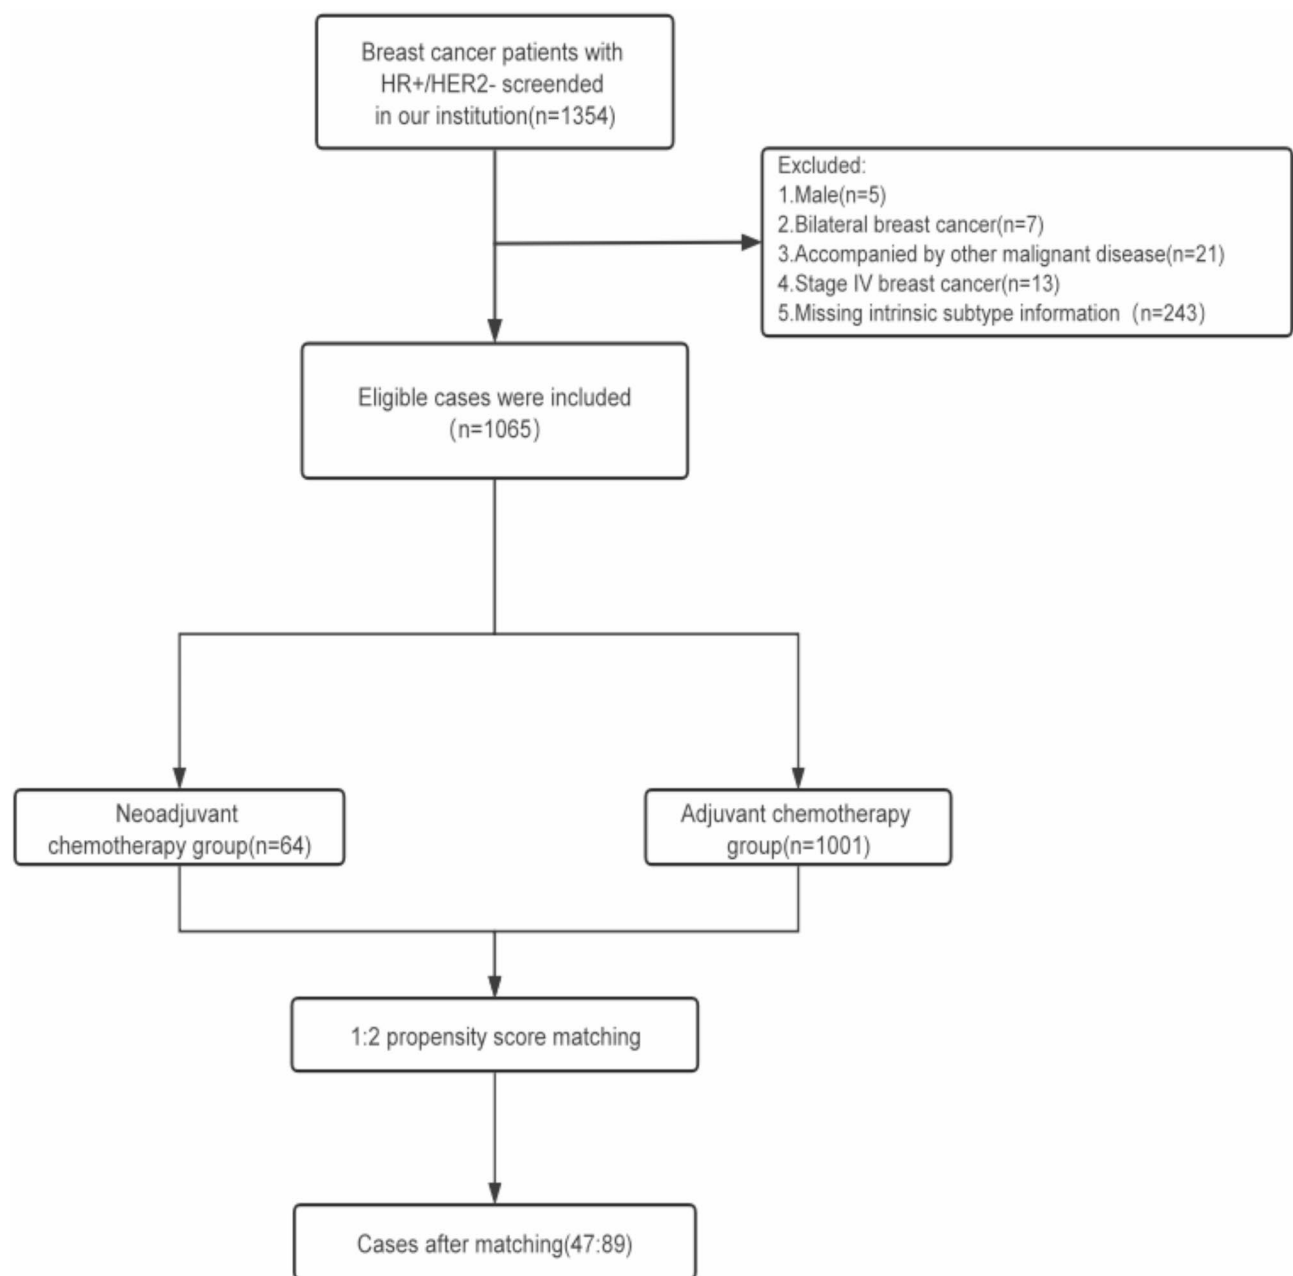 Breast cancer patients with
HR+/HER2- screended
in our institution(n=1354)
Excluded:
1.Male(n=5)
2.Bilateral breast cancer(n=7)
3.Accompanied by other malignant disease(n=21)
4.Stage IV breast cancer(n=13)
5.Missing intrinsic subtype information（n=243）
Eligible cases were included
（n=1065）
Neoadjuvant
chemotherapy group(n=64)
Adjuvant chemotherapy
group(n=1001)
1:2 propensity score matching
Cases after matching(47:89)